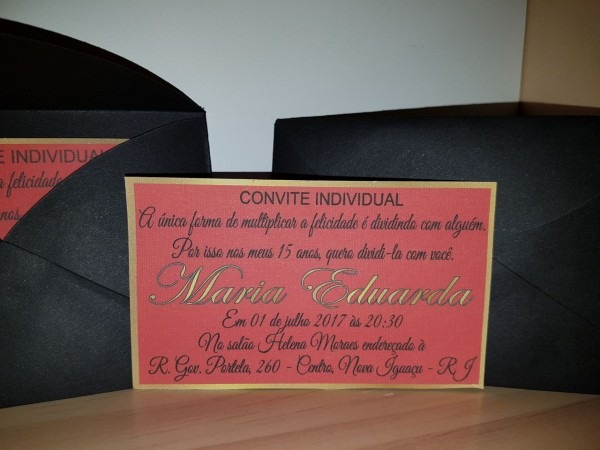 E INDIVIDUAL
a felicidade
nos,
CONVITE INDIVIDUAL
A única forma de multiplicar a felicidade é dividindo com alguém.
Por isso nos meus 15 anos, quero dividi-la com você.
Maria Eduarda
Em 01 de julho 2017 às 20:30
No salão Helena Moraes endereçado à
R. Gov. Portela, 260 - Centro, Nova Iguaçu - RJ